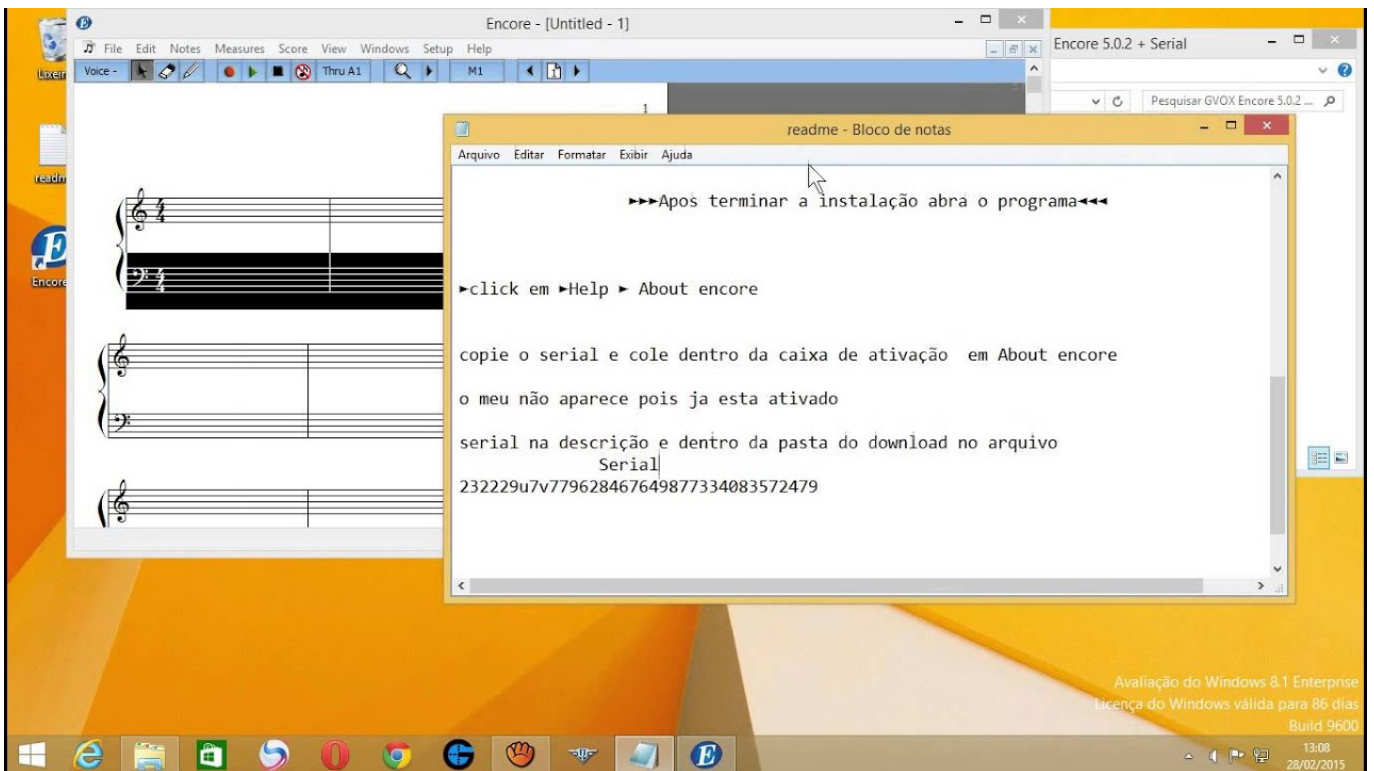 Encore - [Untitled - 1]
File Edit Notes Measures Score View Windows Setup Help
Voice - Thru A1 M1
1
Encore 5.0.2 + Serial
Pesquisar GVOX Encore 5.0.2 ...
Lixeir
readm
Encore
readme - Bloco de notas
Arquivo Editar Formatar Exibir Ajuda
►►►Apos terminar a instalação abra o programa◄◄◄
►click em ►Help ► About encore
copie o serial e cole dentro da caixa de ativação em About encore
o meu não aparece pois ja esta ativado
serial na descrição e dentro da pasta do download no arquivo
Serial
232229u7v779628467649877334083572479
Avaliação do Windows 8.1 Enterprise
Licença do Windows válida para 86 dias
Build 9600
13:08
28/02/2015